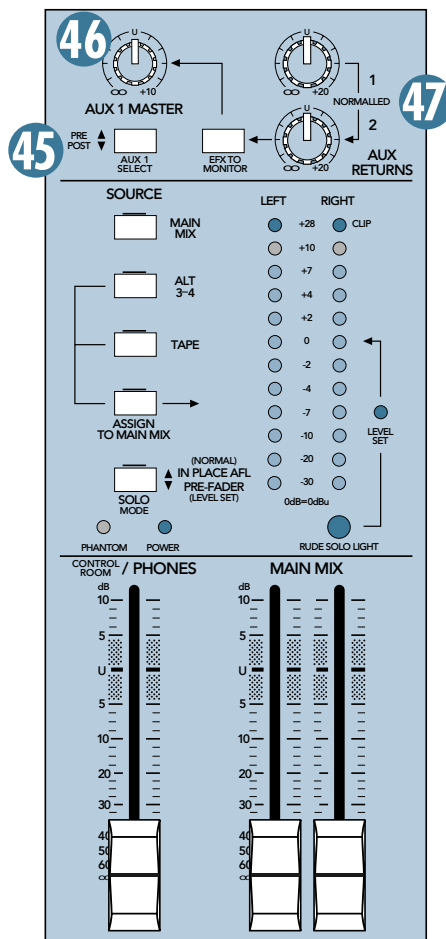 46
U
U
∞ +10
∞ +20
1
NORMALLED
47
AUX 1 MASTER
2
PRE
POST
45
AUX 1
SELECT
EFX TO
MONITOR
U
∞ +20
AUX
RETURNS
SOURCE
LEFT RIGHT
MAIN
MIX
+28 CLIP
+10
ALT
3–4
+7
+4
+2
TAPE
0
-2
-4
ASSIGN
TO MAIN MIX
-7
LEVEL
SET
-10
-20
-30
(NORMAL)
IN PLACE AFL
PRE-FADER
(LEVEL SET)
SOLO
MODE
0dB=0dBu
PHANTOM POWER
RUDE SOLO LIGHT
CONTROL
ROOM / PHONES
MAIN MIX
dB dB
10 10
5 5
U U
5 5
10 10
20 20
30 30
40 40
50 50
60 60
∞ ∞